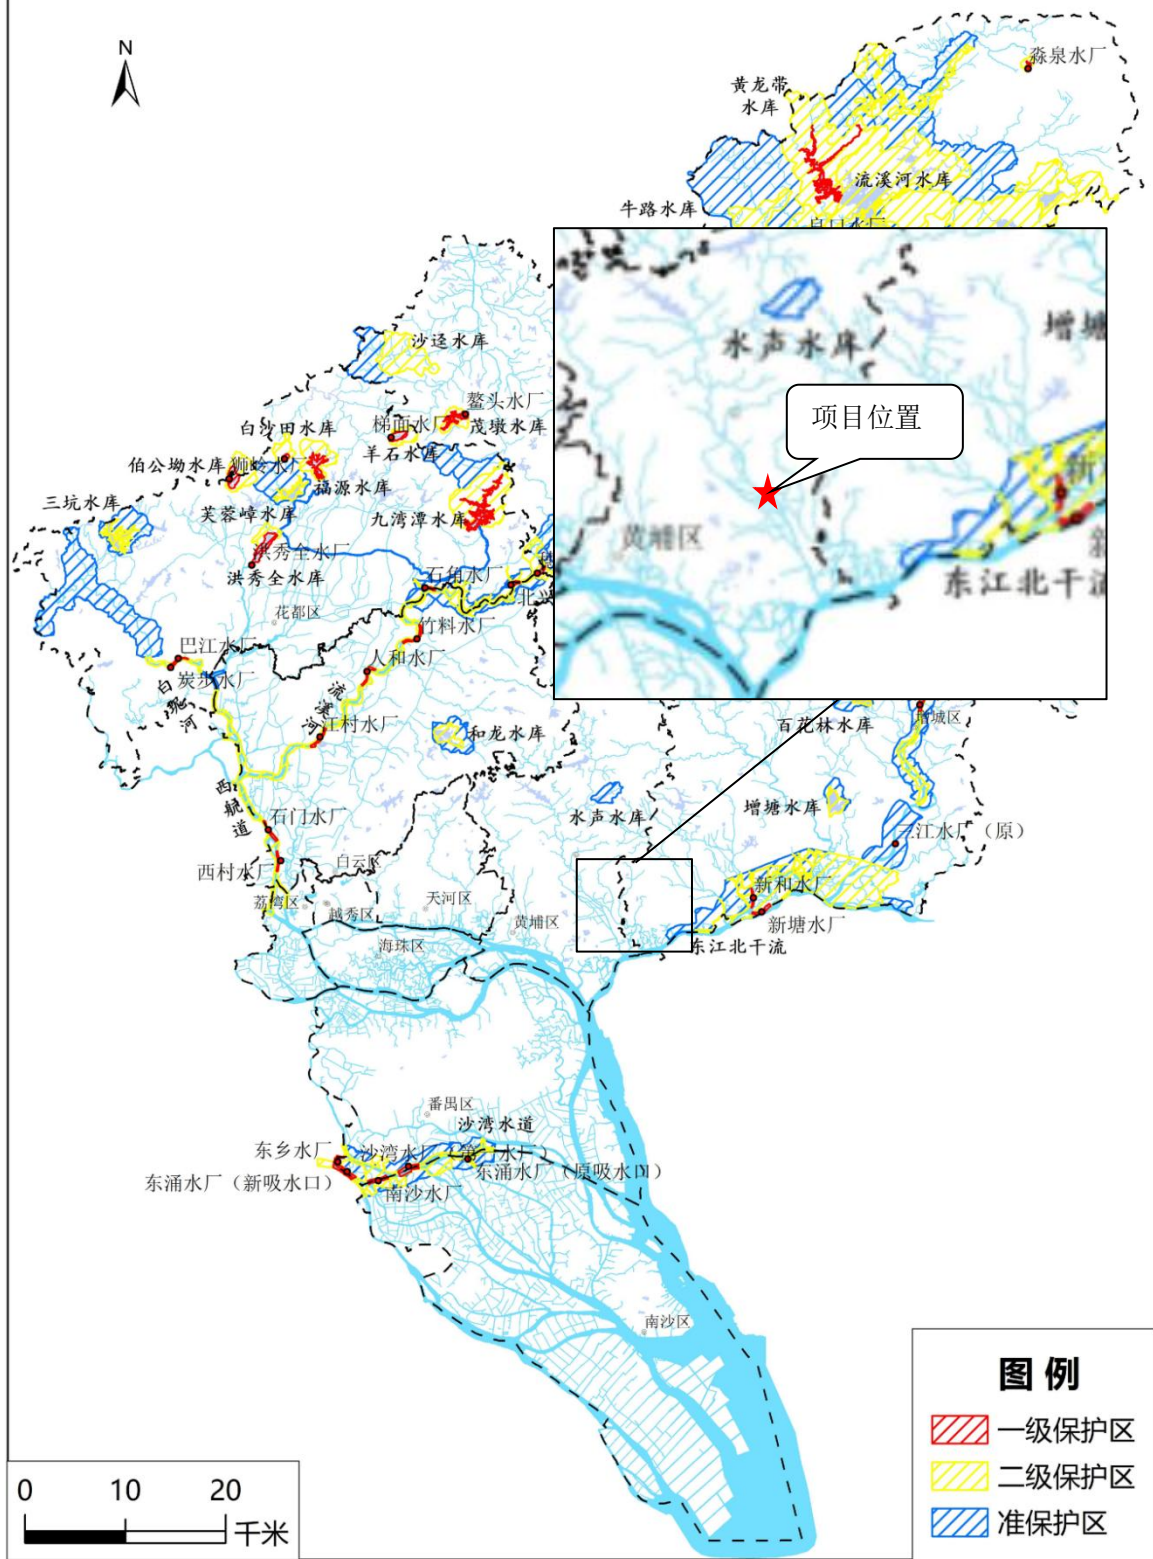 N
淼泉水厂
黄龙带
水库
流溪河水库
牛路水库
水声水库
增塘
项目位置
黄埔区
新
东江北干流
沙迳水库
鳌头水厂
梯面水厂
茂墩水库
白沙田水库
羊石水库
伯公坳水库
狮岭水厂
福源水库
三坑水库
芙蓉嶂水库
九湾潭水库
洪秀全水厂
洪秀全水库
石角水厂
花都区
竹料水厂
巴江水厂
人和水厂
炭步水厂
白坭河
流溪河
江村水厂
和龙水库
百花林水库
增城区
西航道
水声水库
增塘水库
石门水厂
三江水厂（原）
西村水厂
白云区
天河区
新和水厂
荔湾区
越秀区
黄埔区
新塘水厂
海珠区
东江北干流
番禺区
沙湾水道
东乡水厂
沙湾水厂
东涌水厂（原吸水口）
东涌水厂（新吸水口）
南沙水厂
南沙区
图例
一级保护区
二级保护区
准保护区
0 10 20
千米